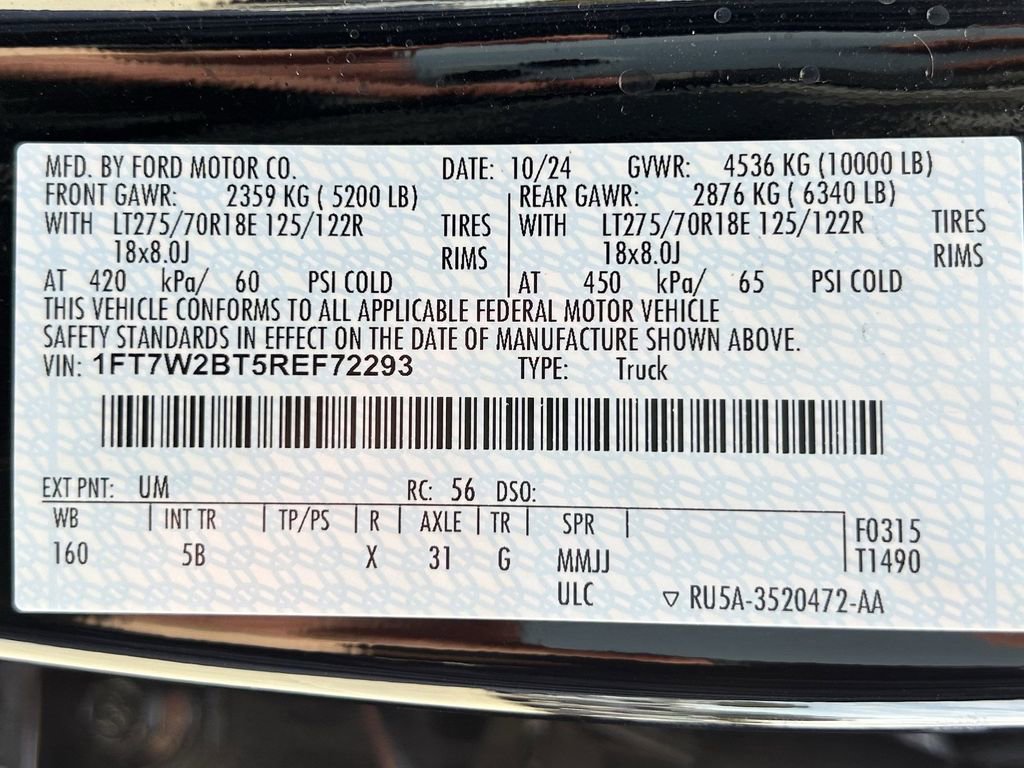 MFD. BY FORD MOTOR CO. DATE: 10/24 GVWR: 4536 KG (10000 LB)
FRONT GAWR: 2359 KG ( 5200 LB) REAR GAWR: 2876 KG ( 6340 LB)
WITH LT275/70R18E 125/122R TIRES WITH LT275/70R18E 125/122R TIRES
18x8.0J RIMS 18x8.0J RIMS
AT 420 kPa/ 60 PSI COLD AT 450 kPa/ 65 PSI COLD
THIS VEHICLE CONFORMS TO ALL APPLICABLE FEDERAL MOTOR VEHICLE
SAFETY STANDARDS IN EFFECT ON THE DATE OF MANUFACTURE SHOWN ABOVE.
VIN: 1FT7W2BT5REF72293 TYPE: Truck
EXT PNT: UM RC: 56 DSO:
WB INT TR TP/PS R AXLE TR SPR F0315
160 5B X 31 G MMJJ T1490
ULC ▽ RU5A-3520472-AA